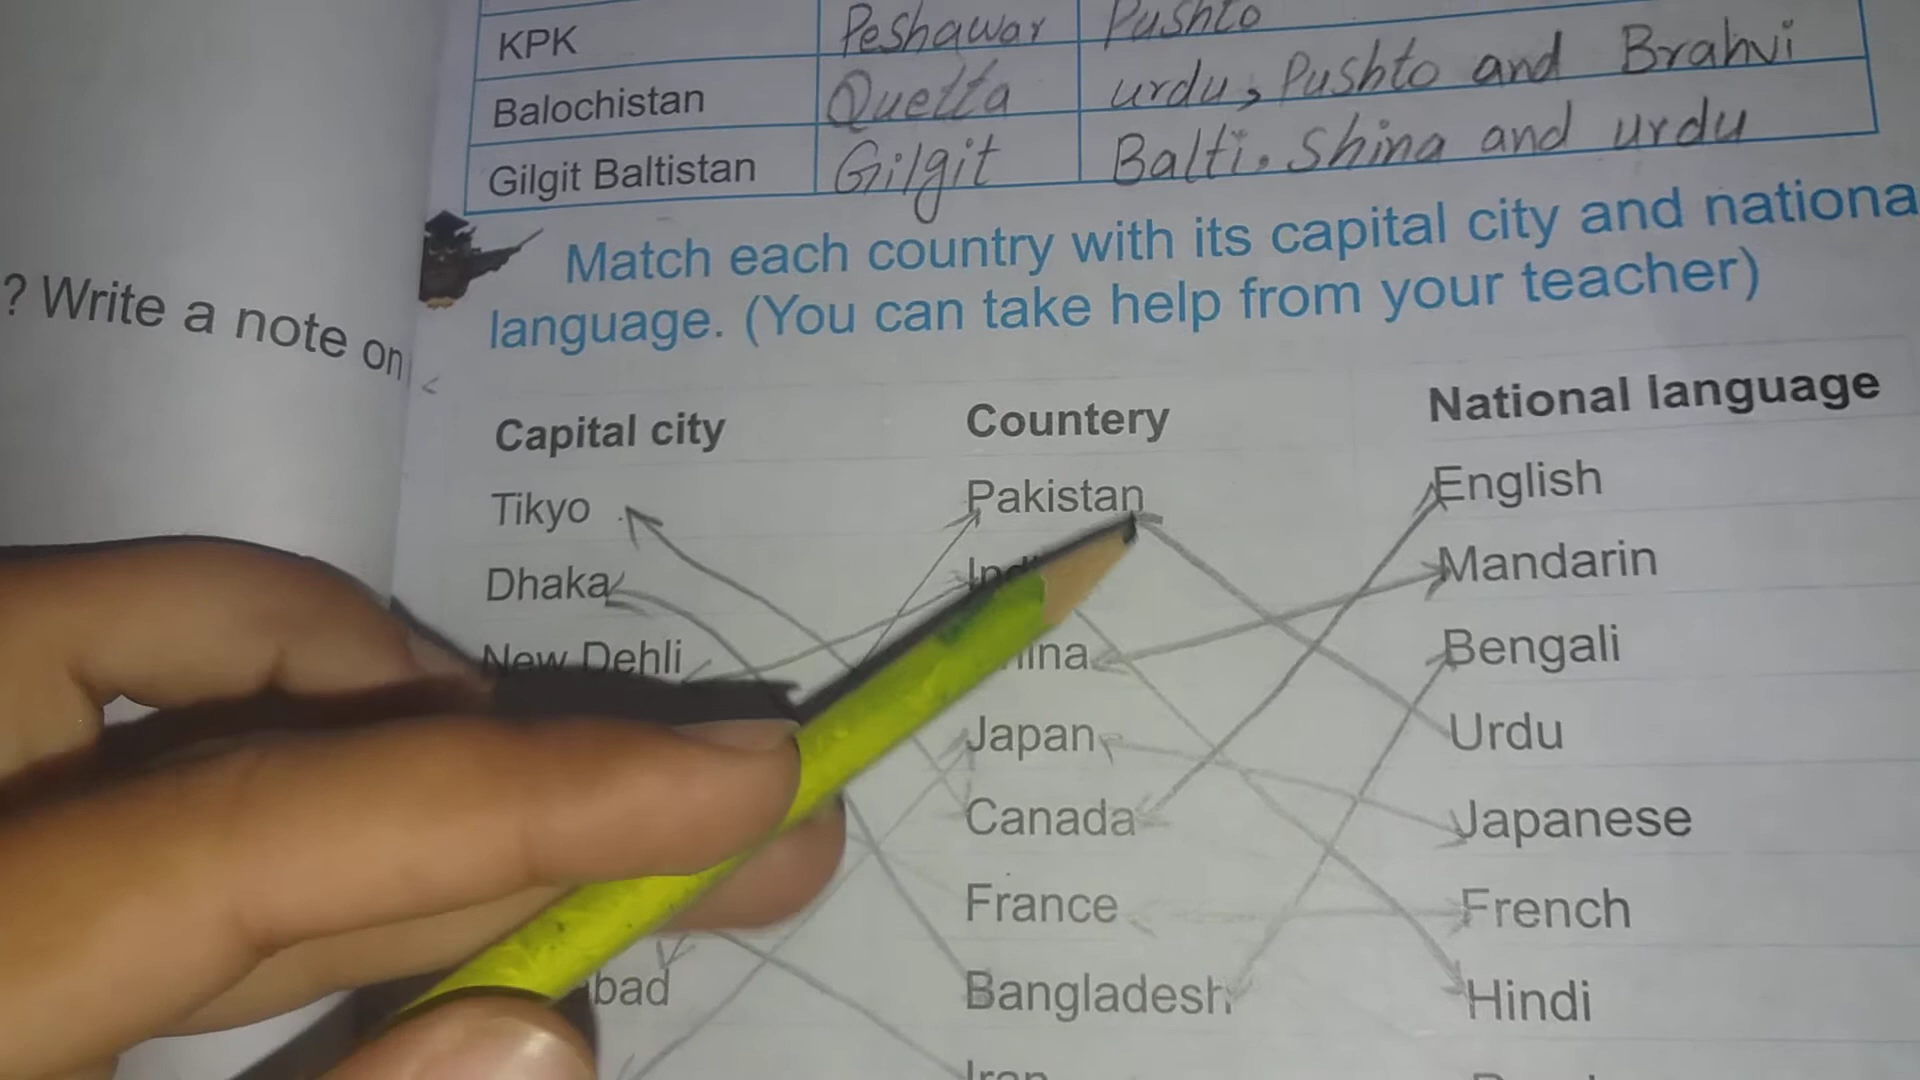 KPK Peshawar Pushto
Balochistan Quetta urdu, Pushto and Brahvi
Gilgit Baltistan Gilgit Balti, Shina and urdu
? Write a note on
Match each country with its capital city and nationa
language. (You can take help from your teacher)
Capital city Countery National language
Tikyo Pakistan English
Dhaka Mandarin
New Dehli ina Bengali
Japan Urdu
Canada Japanese
France French
bad Bangladesh Hindi
Iran